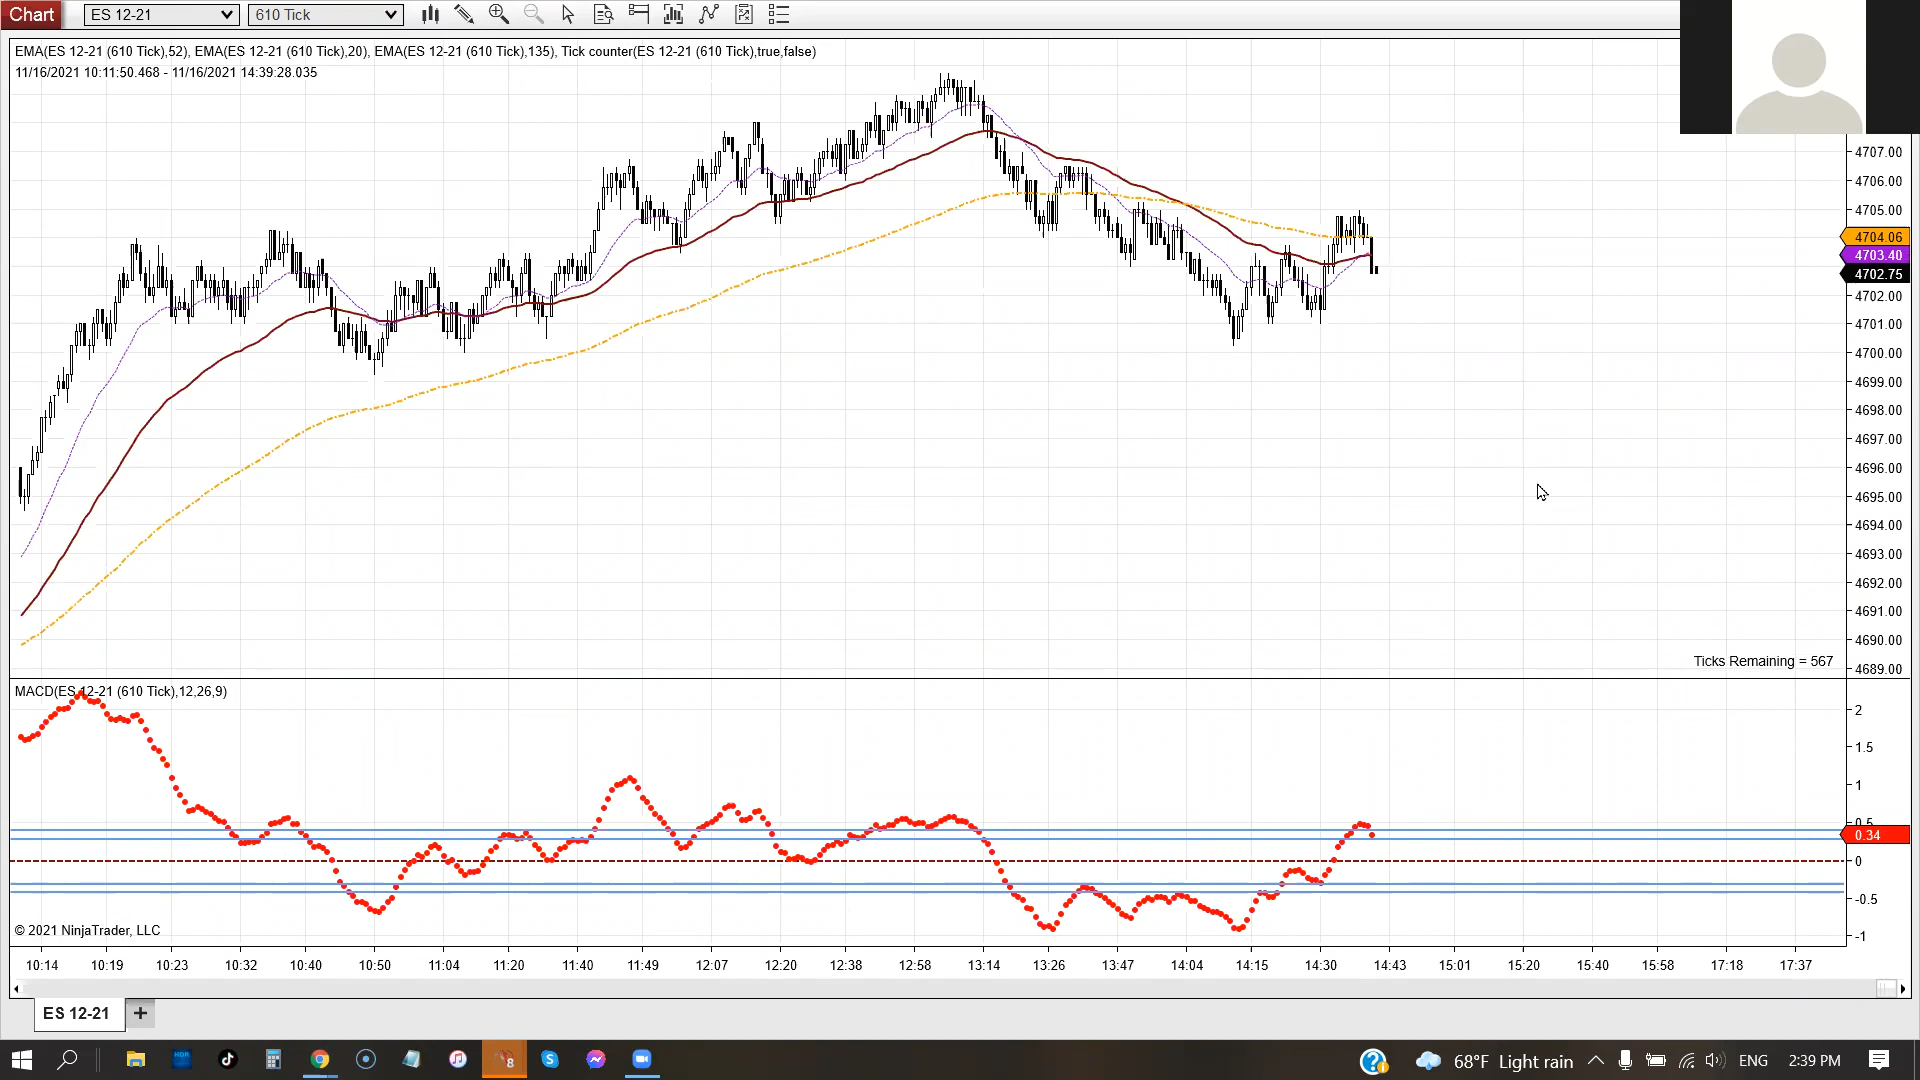 Chart
ES 12-21
610 Tick
EMA(ES 12-21 (610 Tick),52), EMA(ES 12-21 (610 Tick),20), EMA(ES 12-21 (610 Tick),135), Tick counter(ES 12-21 (610 Tick),true,false)
11/16/2021 10:11:50.468 - 11/16/2021 14:39:28.035
4707.00
4706.00
4705.00
4704.06
4703.40
4702.75
4702.00
4701.00
4700.00
4699.00
4698.00
4697.00
4696.00
4695.00
4694.00
4693.00
4692.00
4691.00
4690.00
4689.00
Ticks Remaining = 567
MACD(ES 12-21 (610 Tick),12,26,9)
2
1.5
1
0.5
0.34
0
-0.5
-1
© 2021 NinjaTrader, LLC
10:14 10:19 10:23 10:32 10:40 10:50 11:04 11:20 11:40 11:49 12:07 12:20 12:38 12:58 13:14 13:26 13:47 14:04 14:15 14:30 14:43 15:01 15:20 15:40 15:58 17:18 17:37
ES 12-21
+
HDR
8
68°F Light rain
ENG
2:39 PM